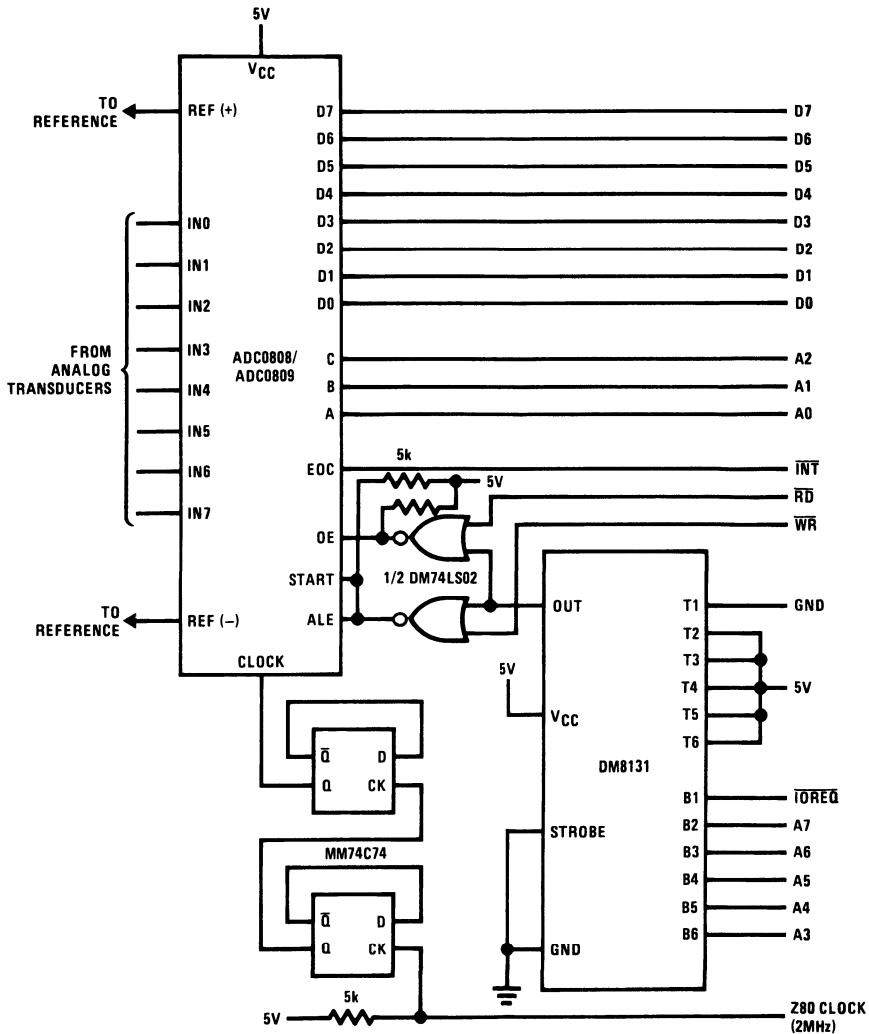 5V
VCC
TO REFERENCE
REF (+)
D7 D7
D6 D6
D5 D5
D4 D4
D3 D3
D2 D2
D1 D1
D0 D0
IN0
IN1
IN2
IN3
IN4
IN5
IN6
IN7
FROM
ANALOG
TRANSDUCERS
ADC0808/
ADC0809
C A2
B A1
A A0
EOC
5k
5V
I̅N̅T̅
R̅D̅
W̅R̅
OE
START
1/2 DM74LS02
ALE
TO
REFERENCE
REF (−)
CLOCK
OUT
T1 GND
T2
T3
T4 5V
T5
T6
5V
VCC
DM8131
STROBE
GND
B1 I̅O̅R̅E̅Q̅
B2 A7
B3 A6
B4 A5
B5 A4
B6 A3
Q̅ D
Q CK
MM74C74
Q̅ D
Q CK
5V
5k
Z80 CLOCK
(2MHz)